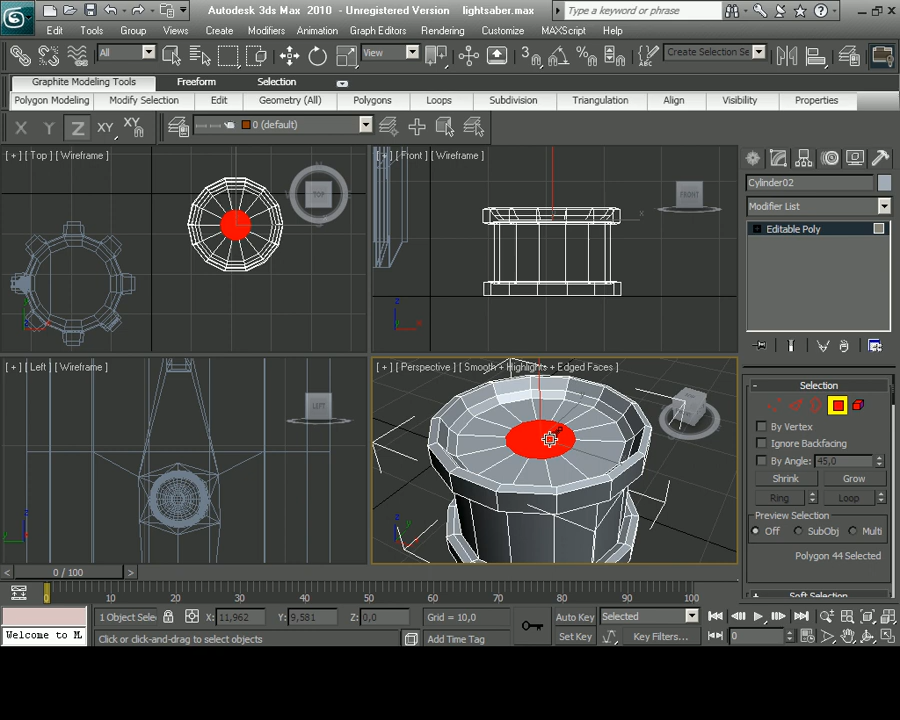 Autodesk 3ds Max 2010 - Unregistered Version lightsaber.max
Type a keyword or phrase
Edit Tools Group Views Create Modifiers Animation Graph Editors Rendering Customize MAXScript Help
All View 3 Create Selection Se
Graphite Modeling Tools Freeform Selection
Polygon Modeling Modify Selection Edit Geometry (All) Polygons Loops Subdivision Triangulation Align Visibility Properties
X Y Z XY XY 0 (default)
[ + ] [ Top ] [ Wireframe ]
TOP
[ + ] [ Front ] [ Wireframe ]
FRONT
x
z
x
[ + ] [ Left ] [ Wireframe ]
LEFT
[ + ] [ Perspective ] [ Smooth + Highlights + Edged Faces ]
z
y
Cylinder02
Modifier List
Editable Poly
- Selection
By Vertex
Ignore Backfacing
By Angle: 45,0
Shrink Grow
Ring Loop
Preview Selection
Off SubObj Multi
Polygon 44 Selected
+ Soft Selection
< 0 / 100 >
0 10 20 30 40 50 60 70 80 90 100
1 Object Sele X: 11,962 Y: 9,581 Z: 0,0 Grid = 10,0 Auto Key Selected
Welcome to M Click or click-and-drag to select objects Add Time Tag Set Key Key Filters... 0